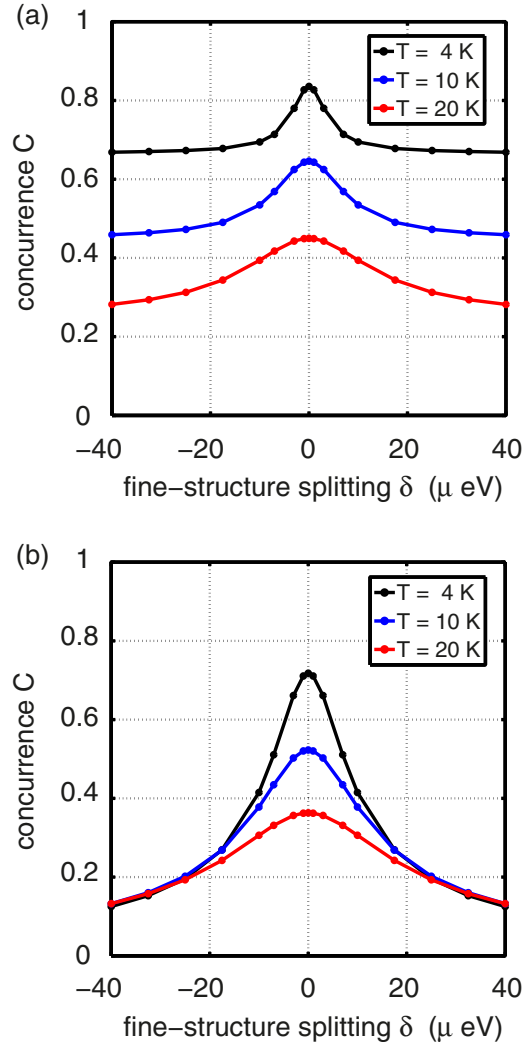 (a)
1
0.8
0.6
0.4
0.2
0
concurrence C
T = 4 K
T = 10 K
T = 20 K
−40 −20 0 20 40
fine−structure splitting δ (μ eV)
(b)
1
0.8
0.6
0.4
0.2
0
concurrence C
T = 4 K
T = 10 K
T = 20 K
−40 −20 0 20 40
fine−structure splitting δ (μ eV)